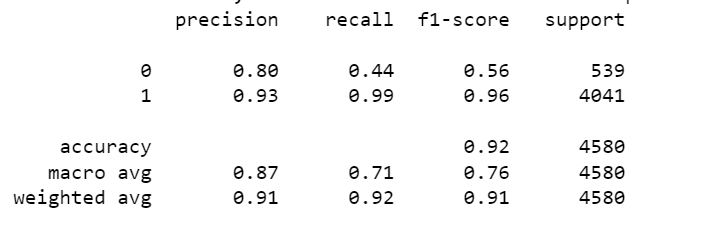 precision recall f1-score support
0 0.80 0.44 0.56 539
1 0.93 0.99 0.96 4041
accuracy 0.92 4580
macro avg 0.87 0.71 0.76 4580
weighted avg 0.91 0.92 0.91 4580